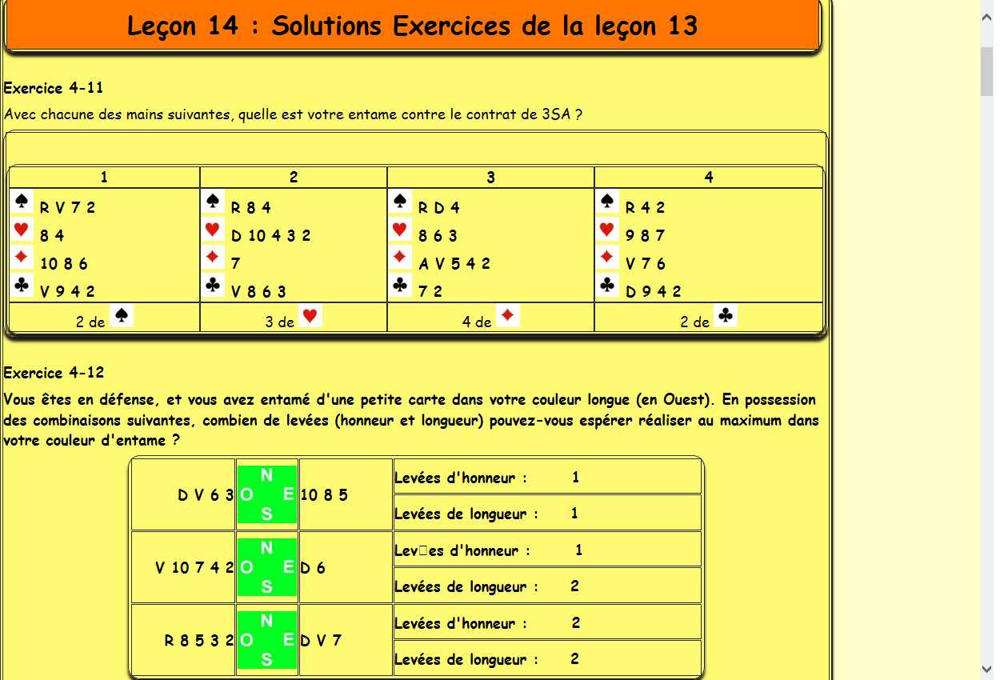 Leçon 14 : Solutions Exercices de la leçon 13
Exercice 4-11
Avec chacune des mains suivantes, quelle est votre entame contre le contrat de 3SA ?
1 2 3 4
♠ R V 7 2 ♠ R 8 4 ♠ R D 4 ♠ R 4 2
♥ 8 4 ♥ D 10 4 3 2 ♥ 8 6 3 ♥ 9 8 7
♦ 10 8 6 ♦ 7 ♦ A V 5 4 2 ♦ V 7 6
♣ V 9 4 2 ♣ V 8 6 3 ♣ 7 2 ♣ D 9 4 2
2 de ♠ 3 de ♥ 4 de ♦ 2 de ♣
Exercice 4-12
Vous êtes en défense, et vous avez entamé d'une petite carte dans votre couleur longue (en Ouest). En possession
des combinaisons suivantes, combien de levées (honneur et longueur) pouvez-vous espérer réaliser au maximum dans
votre couleur d'entame ?
D V 6 3 N O E S 10 8 5
Levées d'honneur : 1
Levées de longueur : 1
V 10 7 4 2 N O E S D 6
Lev□es d'honneur : 1
Levées de longueur : 2
R 8 5 3 2 N O E S D V 7
Levées d'honneur : 2
Levées de longueur : 2